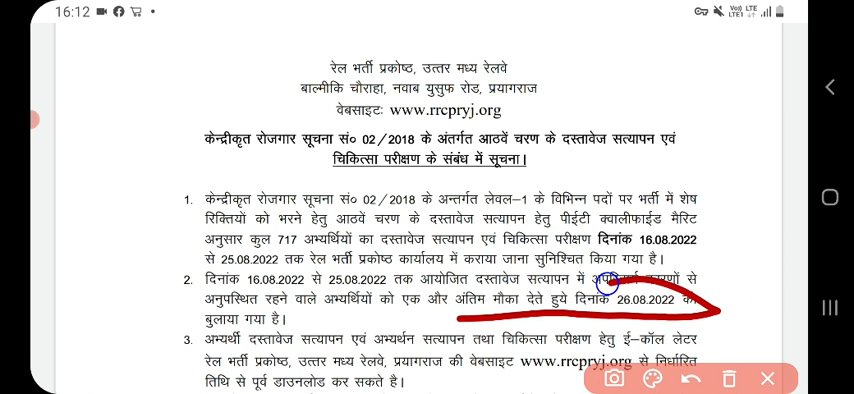 16:12
Vo)) LTE
LTE1
रेल भर्ती प्रकोष्ठ, उत्तर मध्य रेलवे
बाल्मीकि चौराहा, नवाब युसुफ रोड, प्रयागराज
वेबसाइटः www.rrcpryj.org
केन्द्रीकृत रोजगार सूचना सं० 02/2018 के अंतर्गत आठवें चरण के दस्तावेज सत्यापन एवं
चिकित्सा परीक्षण के संबंध में सूचना।
1. केन्द्रीकृत रोजगार सूचना सं० 02/2018 के अन्तर्गत लेवल-1 के विभिन्न पदों पर भर्ती में शेष
रिक्तियों को भरने हेतु आठवें चरण के दस्तावेज सत्यापन हेतु पीईटी क्वालीफाईड मैरिट
अनुसार कुल 717 अभ्यर्थियों का दस्तावेज सत्यापन एवं चिकित्सा परीक्षण दिनांक 16.08.2022
से 25.08.2022 तक रेल भर्ती प्रकोष्ठ कार्यालय में कराया जाना सुनिश्चित किया गया है।
2. दिनांक 16.08.2022 से 25.08.2022 तक आयोजित दस्तावेज सत्यापन में कारणों से
अनुपस्थित रहने वाले अभ्यर्थियों को एक और अंतिम मौका देते हुये दिनांक 26.08.2022
बुलाया गया है।
3. अभ्यर्थी दस्तावेज सत्यापन एवं अभ्यर्थन सत्यापन तथा चिकित्सा परीक्षण हेतु ई-कॉल लेटर
रेल भर्ती प्रकोष्ठ, उत्तर मध्य रेलवे, प्रयागराज की वेबसाइट www.rrcpryj.org से निर्धारित
तिथि से पूर्व डाउनलोड कर सकते है।